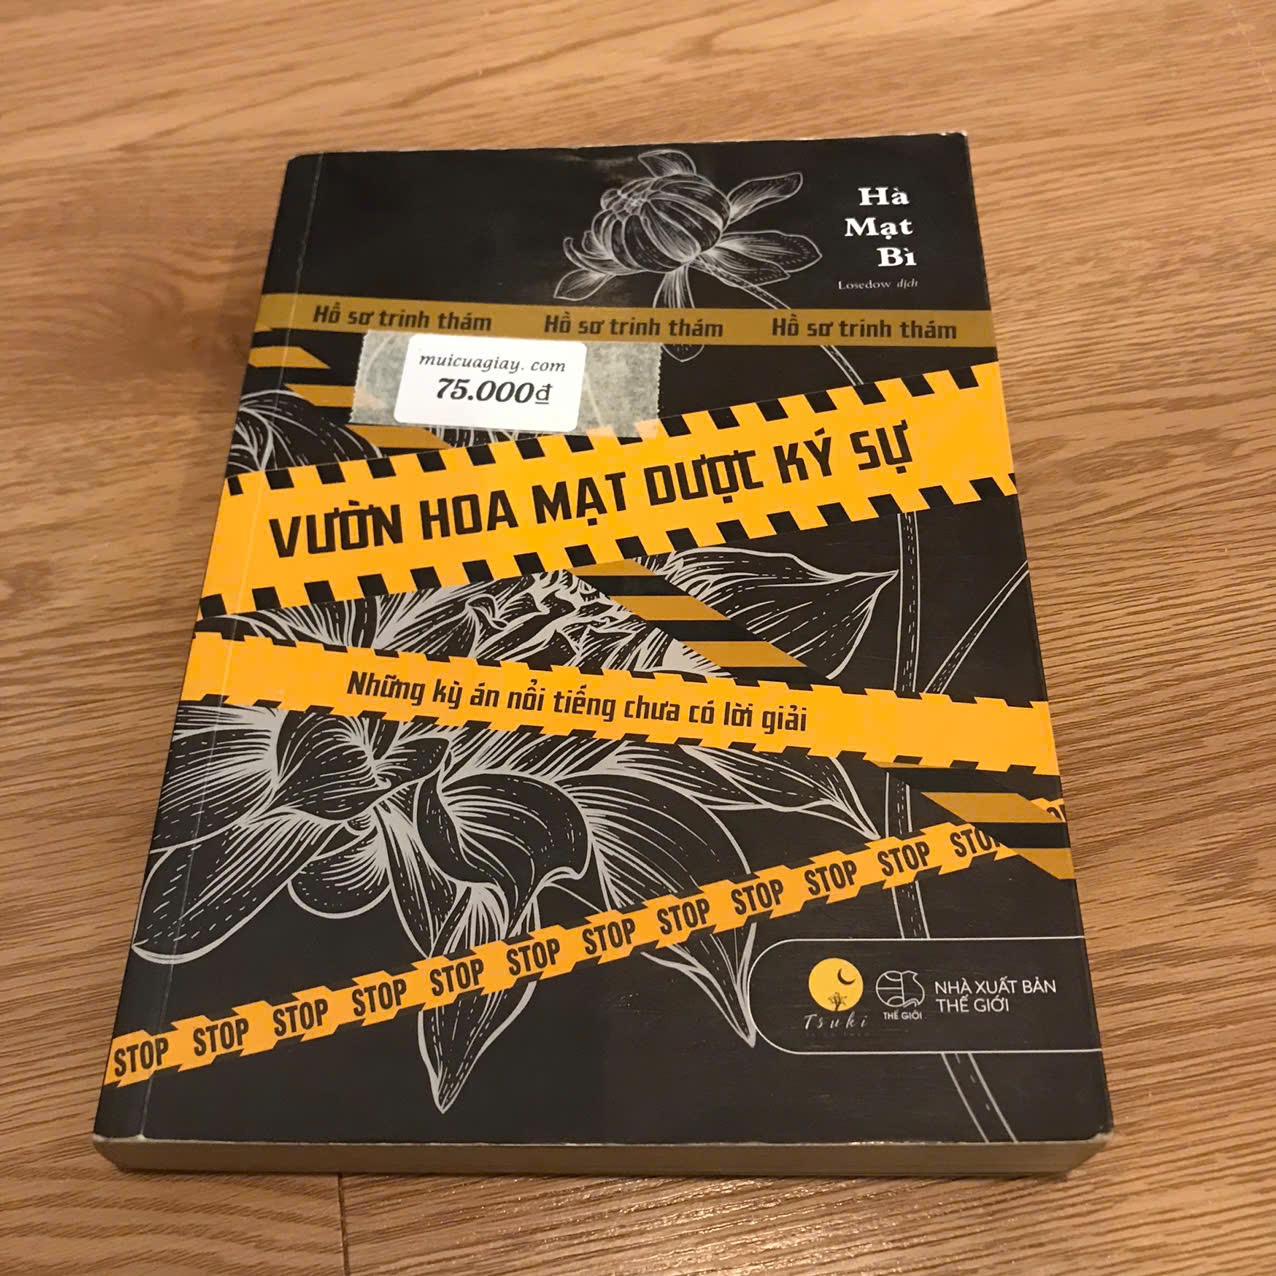 Hà
Mạt
Bì
Losedow dịch
Hồ sơ trinh thám Hồ sơ trinh thám Hồ sơ trinh thám
muicuagiay. com
75.000đ
VƯỜN HOA MẠT DƯỢC KÝ SỰ
Những kỳ án nổi tiếng chưa có lời giải
STOP STOP STOP STOP STOP STOP STOP STOP STOP STOP STOP STOP
Tsuki
THẾ GIỚI
NHÀ XUẤT BẢN
THẾ GIỚI